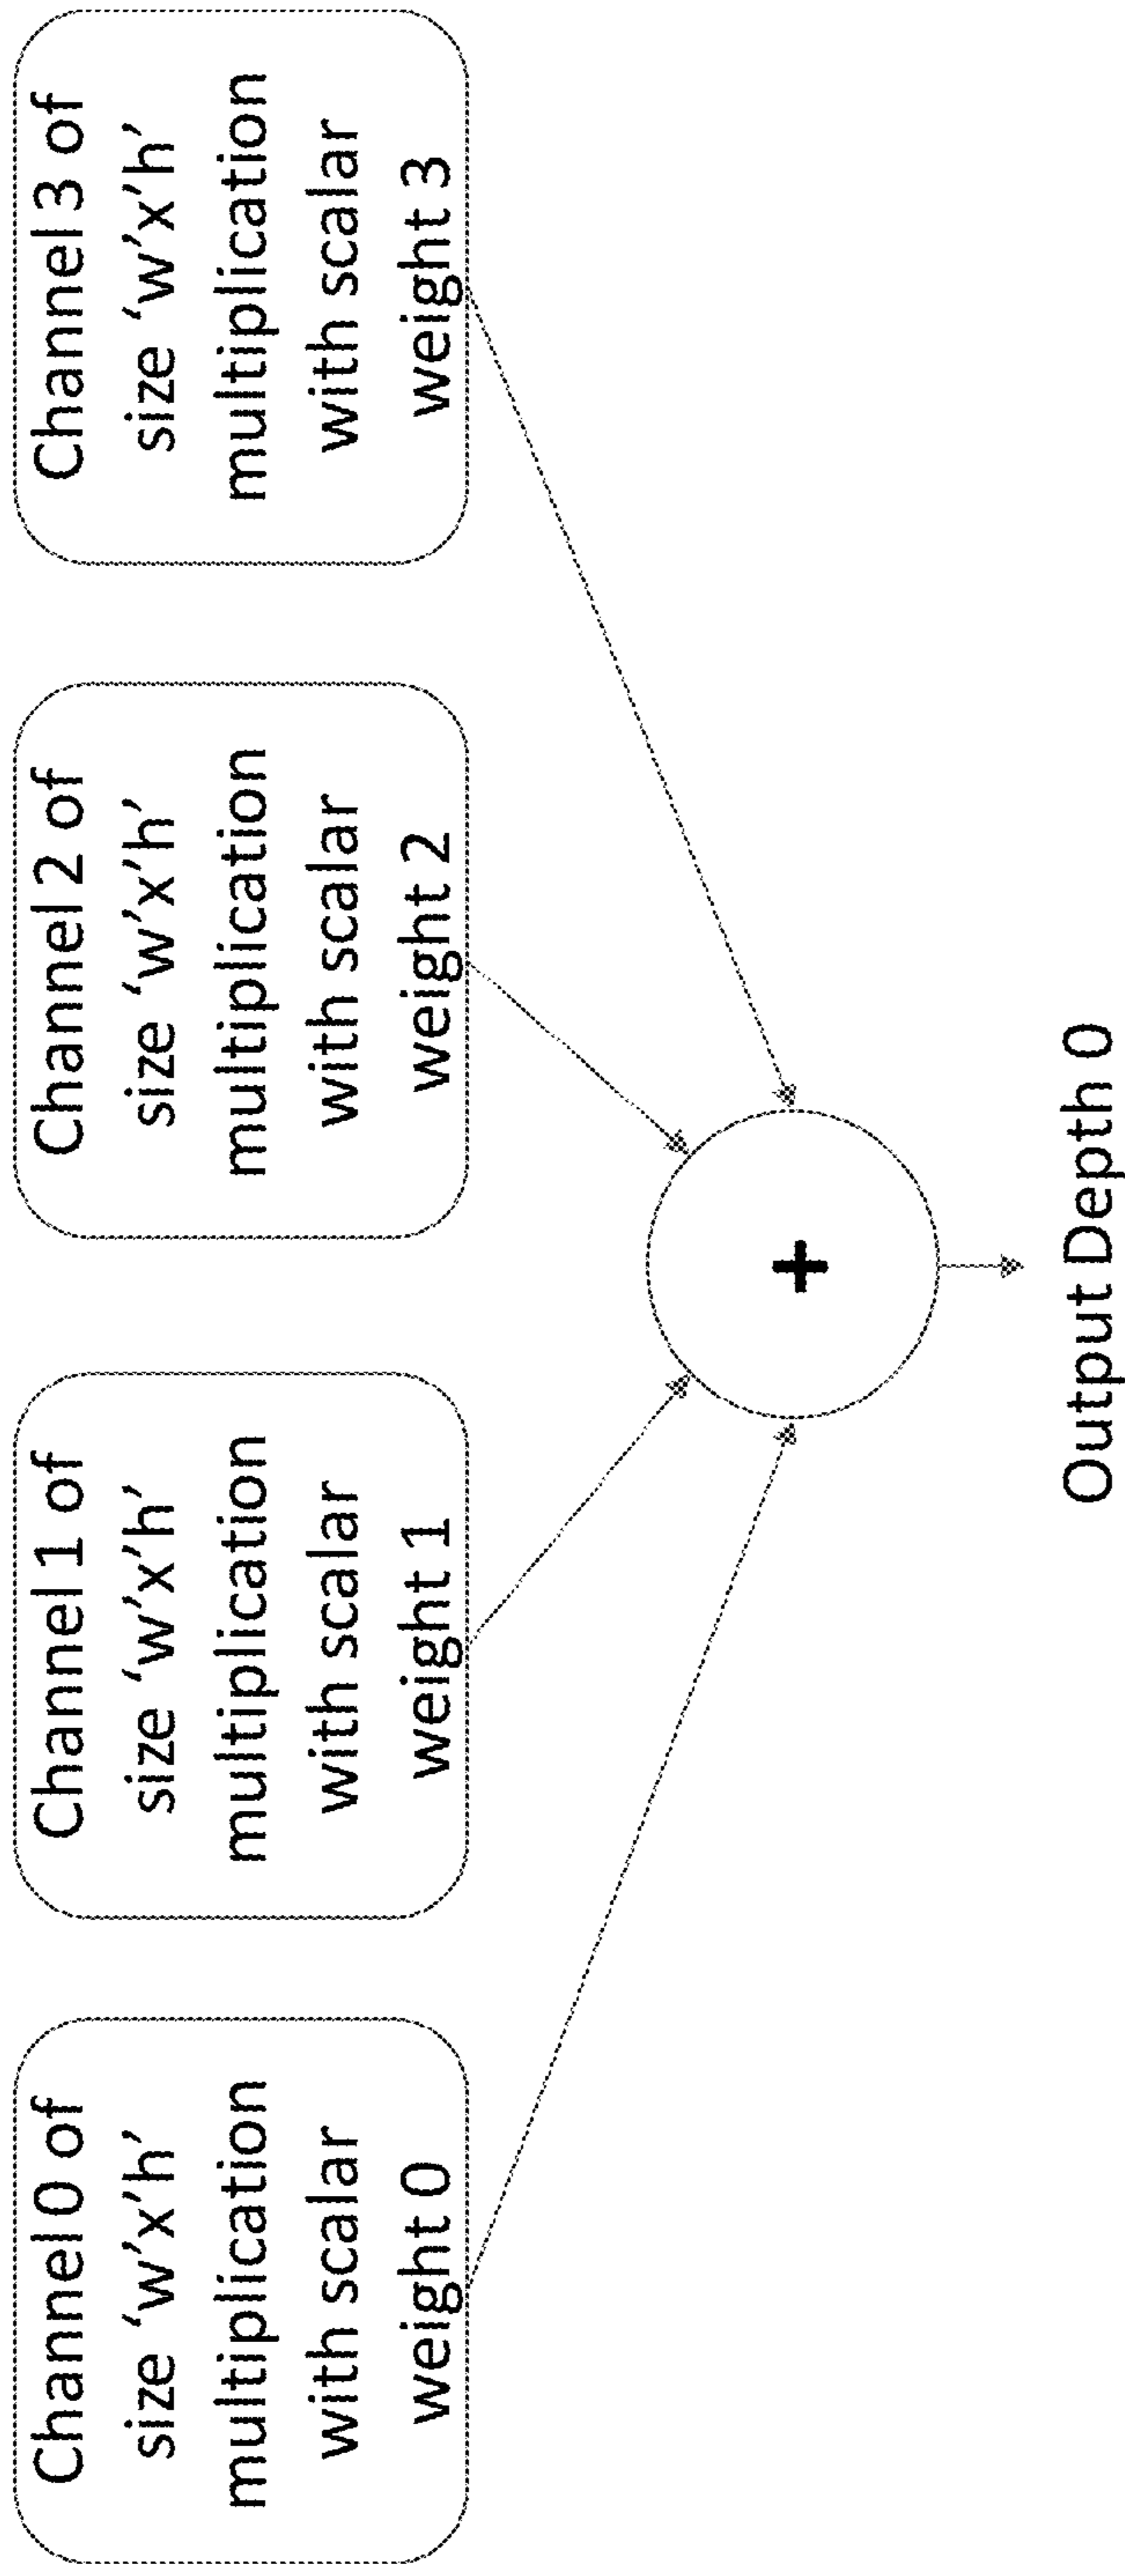 Channel 0 of
size ‘w’x’h’
multiplication
with scalar
weight 0
Channel 1 of
size ‘w’x’h’
multiplication
with scalar
weight 1
Channel 2 of
size ‘w’x’h’
multiplication
with scalar
weight 2
Channel 3 of
size ‘w’x’h’
multiplication
with scalar
weight 3
+
Output Depth 0